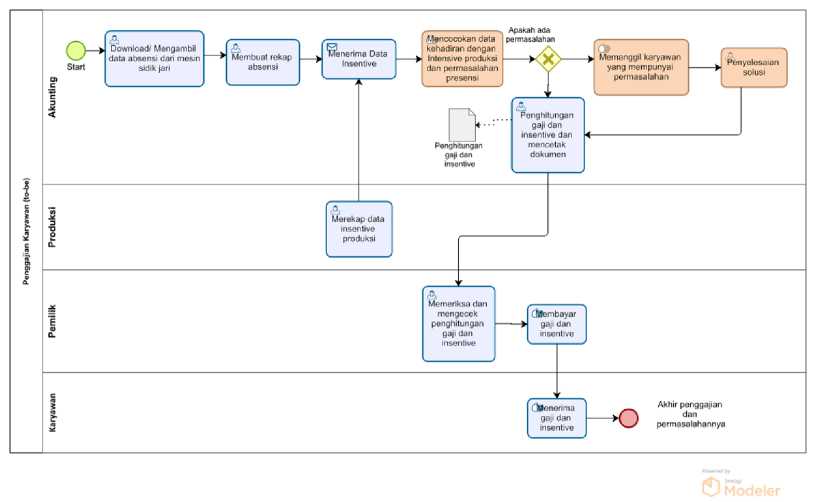 Penggajian Karyawan (to-be)
Akunting
Start
Download/ Mengambil
data absensi dari mesin
sidik jari
Membuat rekap
absensi
Menerima Data
Insentive
Mencocokan data
kehadiran dengan
Intensive produksi
dan permasalahan
presensi
Apakah ada
permasalahan
Memanggil karyawan
yang mempunyai
permasalahan
Penyelesaian
solusi
Penghitungan
gaji dan
insentive dan
mencetak
dokumen
Penghitungan
gaji dan
insentive
Produksi
Merekap data
insentive
produksi
Pemilik
Memeriksa dan
mengecek
penghitungan
gaji dan
insentive
Membayar
gaji dan
insentive
Karyawan
Menerima
gaji dan
insentive
Akhir penggajian
dan
permasalahannya
Powered by
bizagi
Modeler